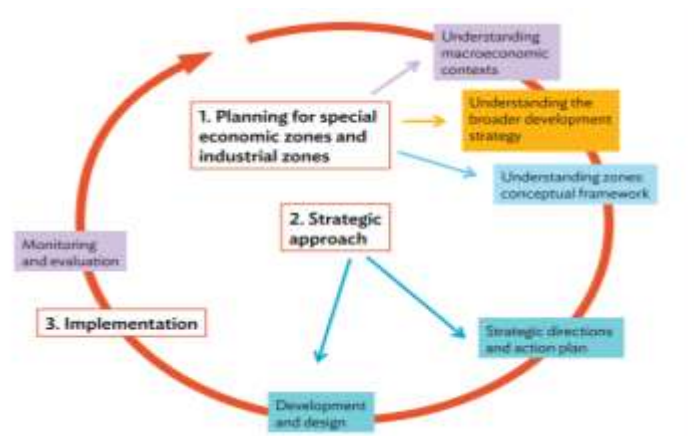 Understanding
macroeconomic
contexts
1. Planning for special
economic zones and
industrial zones
Understanding the
broader development
strategy
Understanding zones:
conceptual framework
2. Strategic
approach
Monitoring
and evaluation
3. Implementation
Strategic directions
and action plan
Development
and design